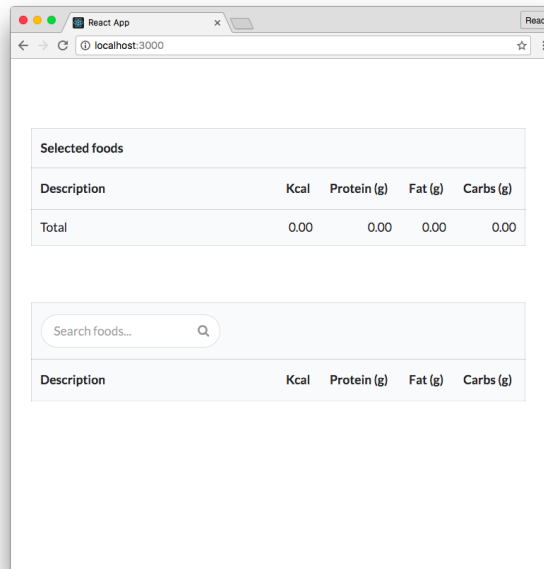 React App
Reac
localhost:3000
Selected foods
Description Kcal Protein (g) Fat (g) Carbs (g)
Total 0.00 0.00 0.00 0.00
Search foods...
Description Kcal Protein (g) Fat (g) Carbs (g)